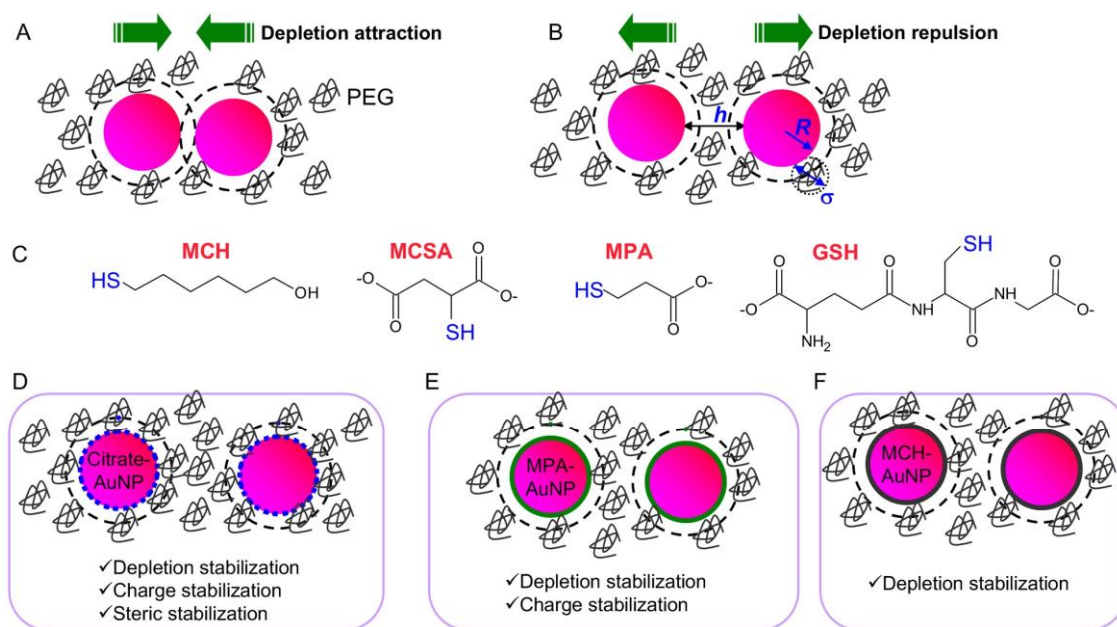 A
Depletion attraction
PEG
B
Depletion repulsion
h
R
σ
C
MCH
HS
OH
MCSA
-O
O
O
O-
SH
MPA
HS
O
O-
GSH
O
-O
NH2
O
NH
SH
O
NH
O
O-
D
Citrate-
AuNP
✓Depletion stabilization
✓Charge stabilization
✓Steric stabilization
E
MPA-
AuNP
✓Depletion stabilization
✓Charge stabilization
F
MCH-
AuNP
✓Depletion stabilization